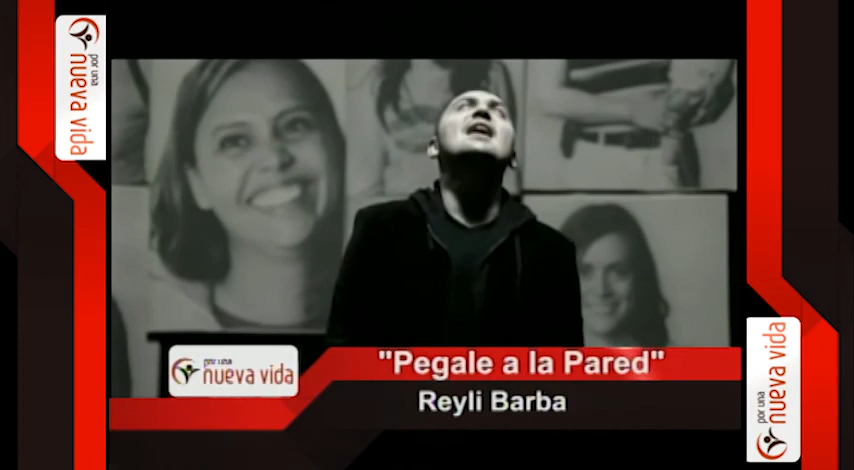 por una
nueva vida
"Pegale a la Pared"
Reyli Barba
por una
nueva vida
por una
nueva vida